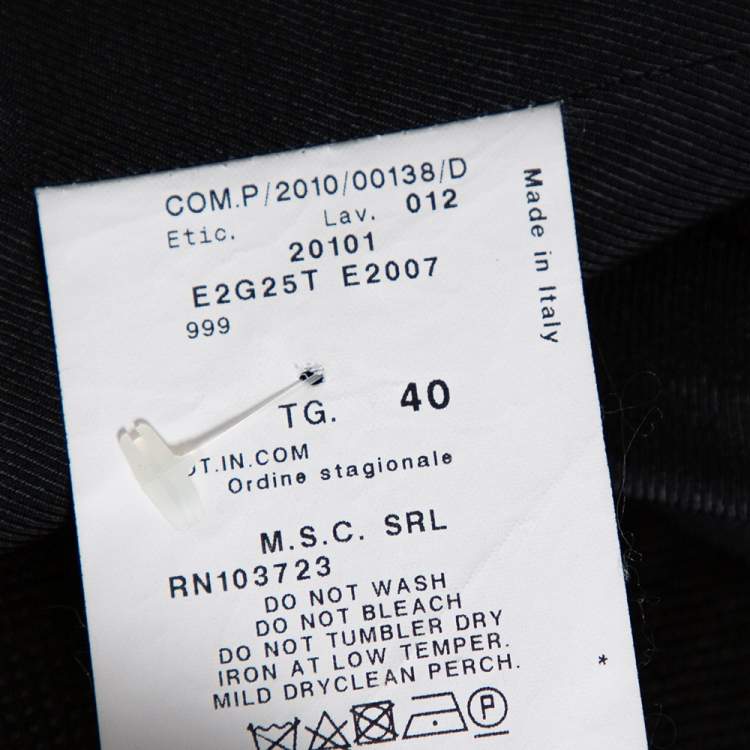 COM.P/2010/00138/D
Etic. Lav. 012
20101
E2G25T E2007
999
TG. 40
T.IN.COM
Ordine stagionale
M.S.C. SRL
RN103723
DO NOT WASH
DO NOT BLEACH
DO NOT TUMBLER DRY
IRON AT LOW TEMPER.
MILD DRYCLEAN PERCH.
*
P
Made in Italy